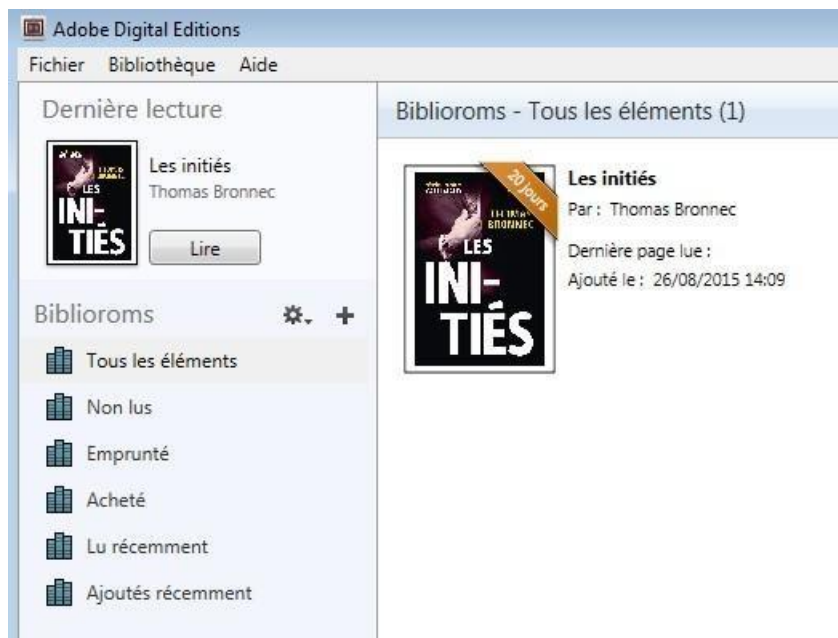 Adobe Digital Editions
Fichier Bibliothèque Aide
Dernière lecture
LES
INI-
TIÉS
Les initiés
Thomas Bronnec
Lire
Biblioroms
Tous les éléments
Non lus
Emprunté
Acheté
Lu récemment
Ajoutés récemment
Biblioroms - Tous les éléments (1)
20 jours
THOMAS
BRONNEC
LES
INI-
TIÉS
Les initiés
Par : Thomas Bronnec
Dernière page lue :
Ajouté le : 26/08/2015 14:09